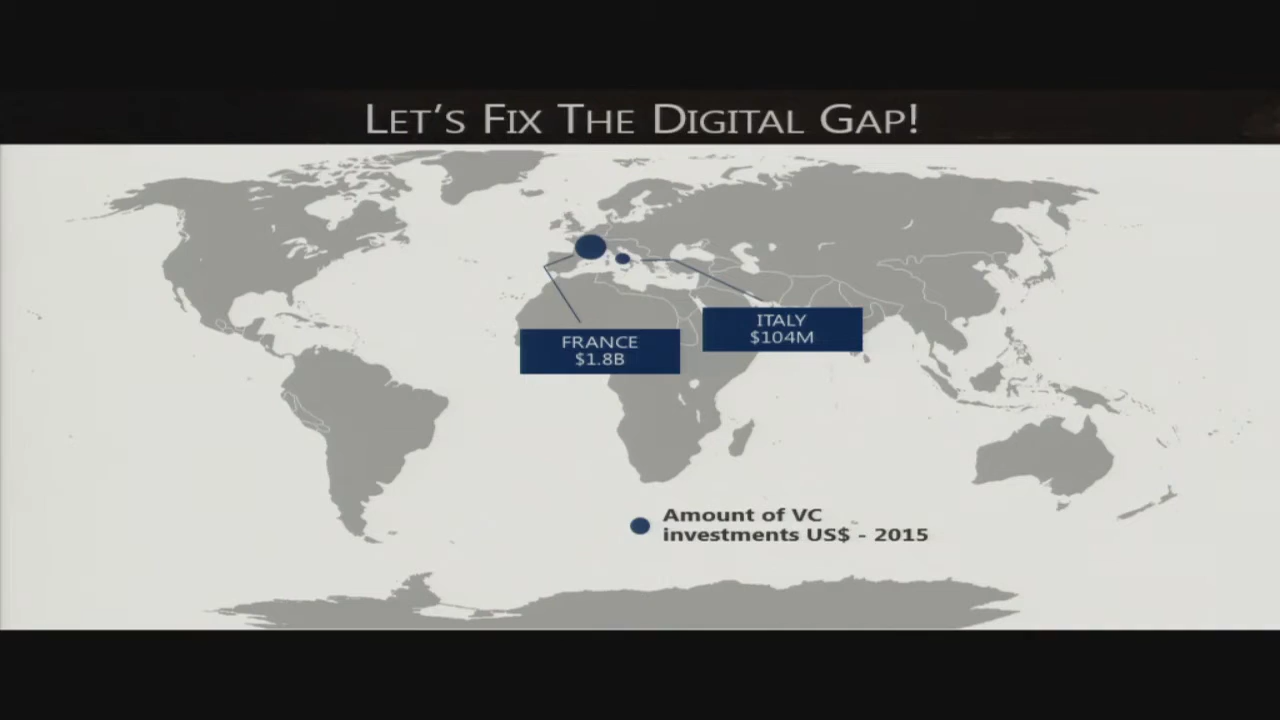 LET'S FIX THE DIGITAL GAP!
ITALY
$104M
FRANCE
$1.8B
Amount of VC
investments US$ - 2015